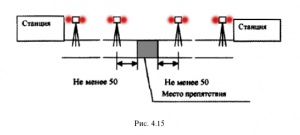 Станция
Станция
Не менее 50
Не менее 50
Место препятствия
Рис. 4.15